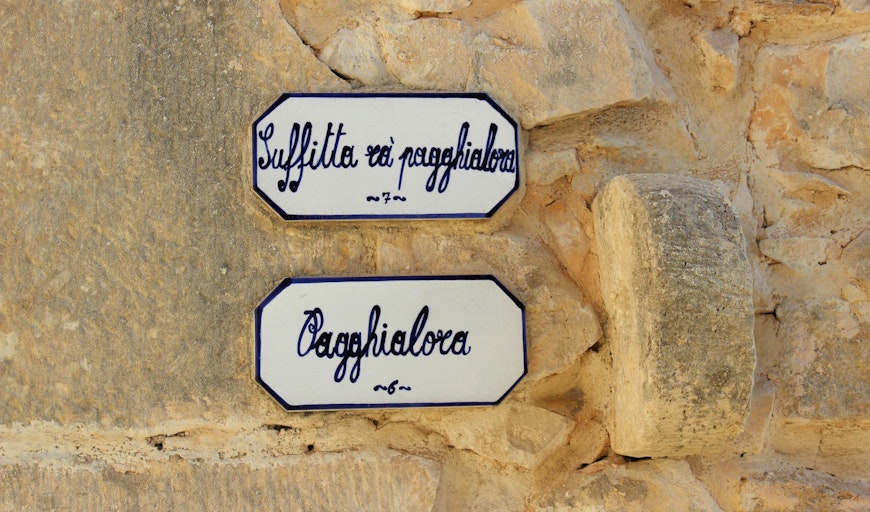 Suffitta rà pagghialora
~7~
Pagghialora
~6~